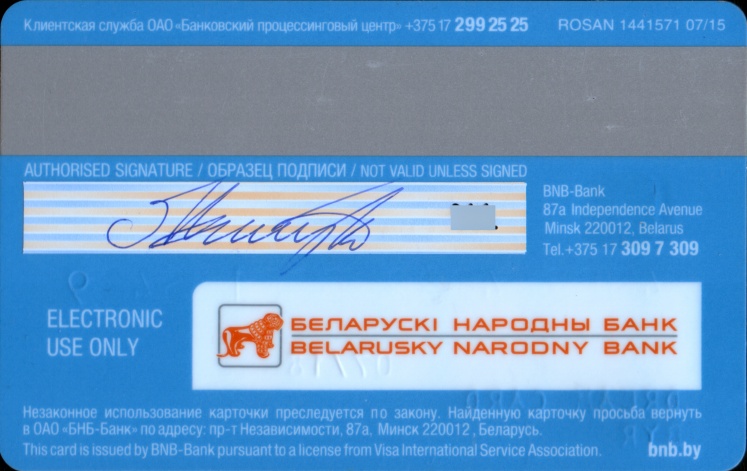 Клиентская служба ОАО «Банковский процессинговый центр» +375 17 299 25 25
ROSAN 1441571 07/15
AUTHORISED SIGNATURE / ОБРАЗЕЦ ПОДПИСИ / NOT VALID UNLESS SIGNED
BNB-Bank
87a Independence Avenue
Minsk 220012, Belarus
Tel.+375 17 309 7 309
ELECTRONIC
USE ONLY
БЕЛАРУСКІ НАРОДНЫ БАНК
BELARUSKY NARODNY BANK
Незаконное использование карточки преследуется по закону. Найденную карточку просьба вернуть
в ОАО «БНБ-Банк» по адресу: пр-т Независимости, 87а, Минск 220012 , Беларусь.
This card is issued by BNB-Bank pursuant to a license from Visa International Service Association.
bnb.by